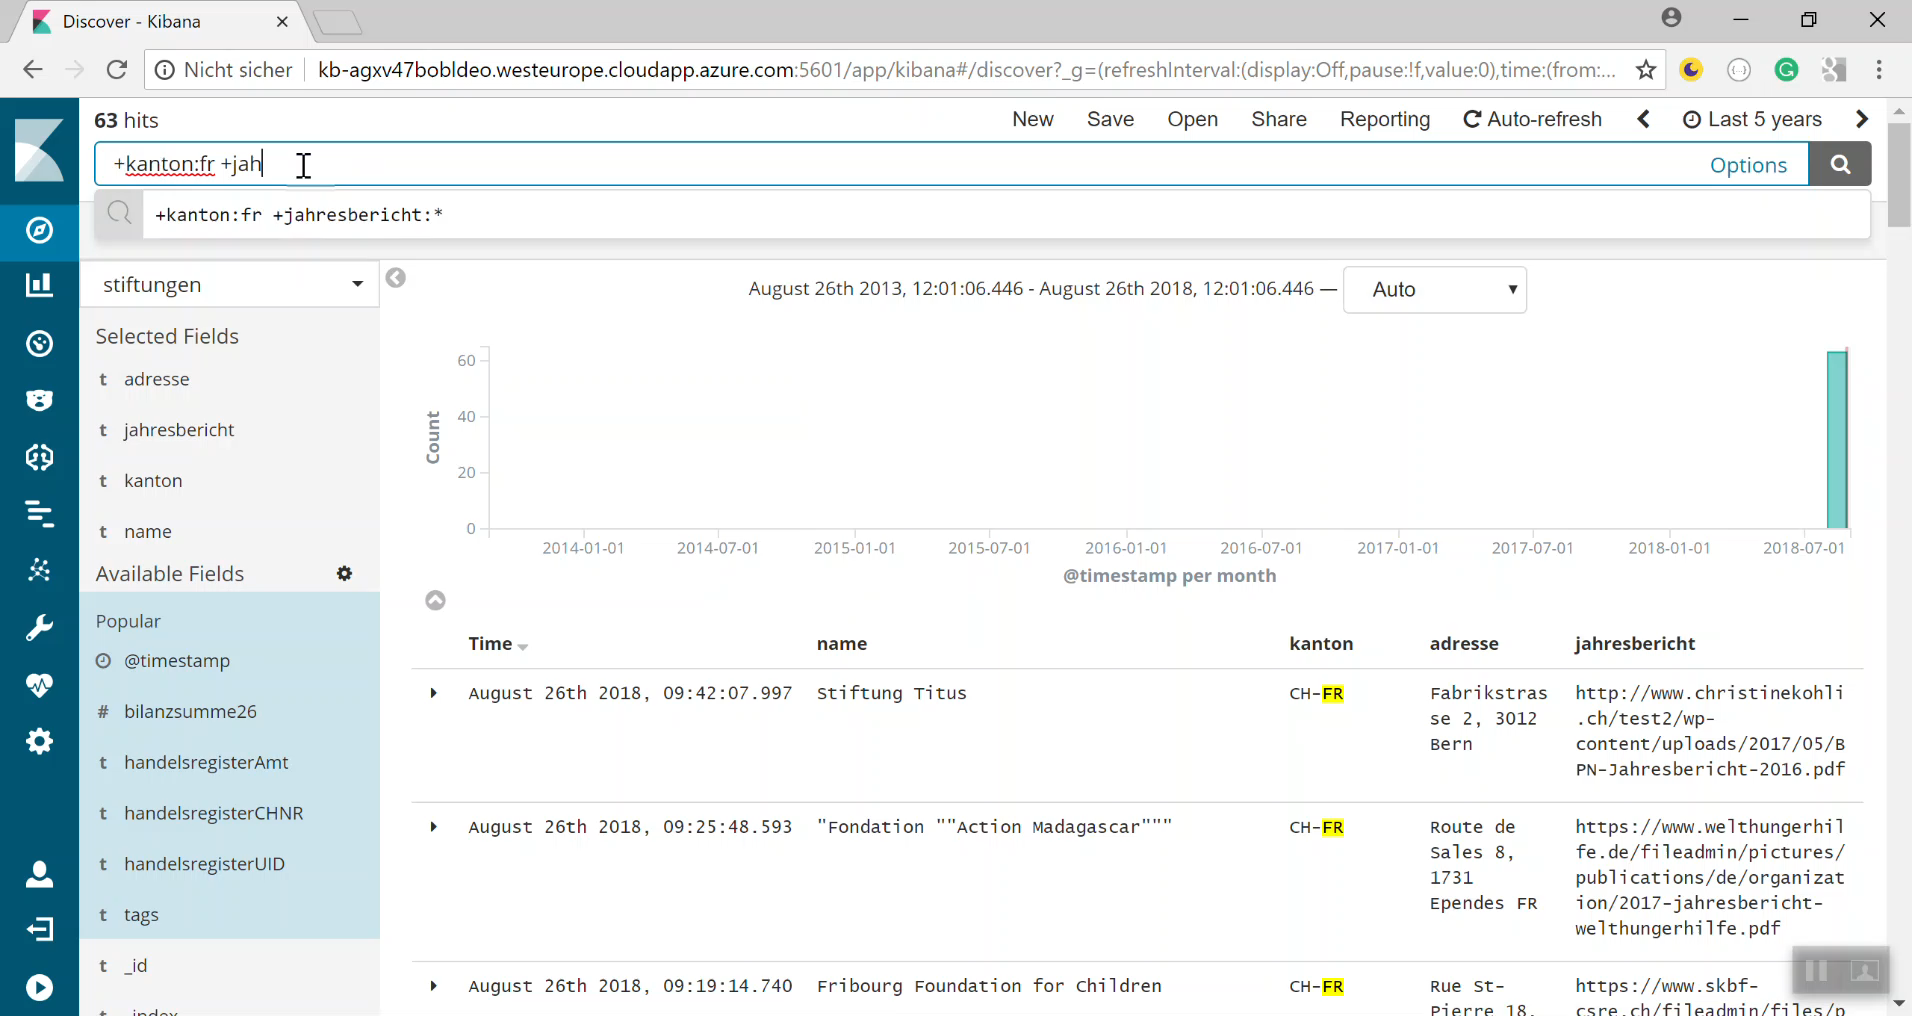 Discover - Kibana
Nicht sicher
kb-agxv47bobldeo.westeurope.cloudapp.azure.com:5601/app/kibana#/discover?_g=(refreshInterval:(display:Off,pause:!f,value:0),time:(from:...
63 hits
New
Save
Open
Share
Reporting
Auto-refresh
Last 5 years
+kanton:fr +jah
Options
+kanton:fr +jahresbericht:*
stiftungen
August 26th 2013, 12:01:06.446 - August 26th 2018, 12:01:06.446 —
Auto
Selected Fields
t adresse
t jahresbericht
t kanton
t name
Available Fields
Popular
@timestamp
# bilanzsumme26
t handelsregisterAmt
t handelsregisterCHNR
t handelsregisterUID
t tags
t _id
t _index
Count
60
40
20
0
2014-01-01
2014-07-01
2015-01-01
2015-07-01
2016-01-01
2016-07-01
2017-01-01
2017-07-01
2018-01-01
2018-07-01
@timestamp per month
Time name kanton adresse jahresbericht
August 26th 2018, 09:42:07.997
Stiftung Titus
CH-FR
Fabrikstras
se 2, 3012
Bern
http://www.christinekohli
.ch/test2/wp-
content/uploads/2017/05/B
PN-Jahresbericht-2016.pdf
August 26th 2018, 09:25:48.593
"Fondation ""Action Madagascar"""
CH-FR
Route de
Sales 8,
1731
Ependes FR
https://www.welthungerhil
fe.de/fileadmin/pictures/
publications/de/organizat
ion/2017-jahresbericht-
welthungerhilfe.pdf
August 26th 2018, 09:19:14.740
Fribourg Foundation for Children
CH-FR
Rue St-
Pierre 18,
https://www.skbf-
csre.ch/fileadmin/files/p